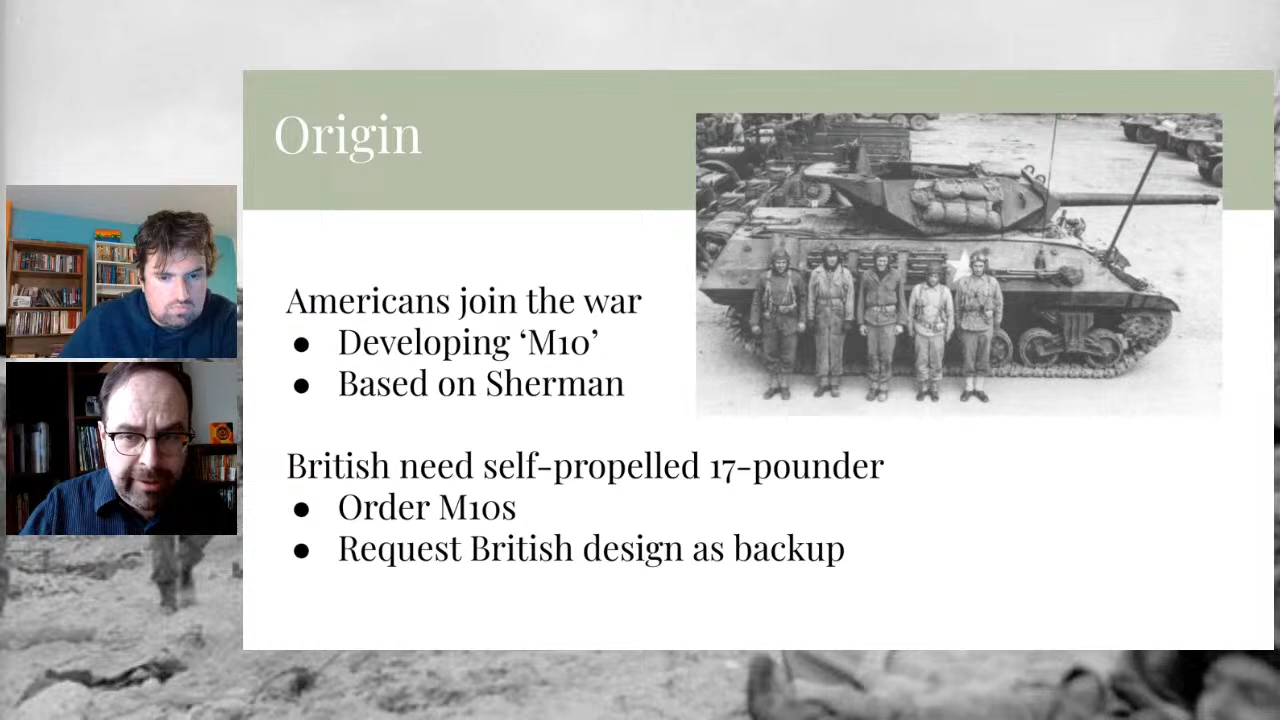 Origin
Americans join the war
● Developing ‘M10’
● Based on Sherman
British need self-propelled 17-pounder
● Order M10s
● Request British design as backup